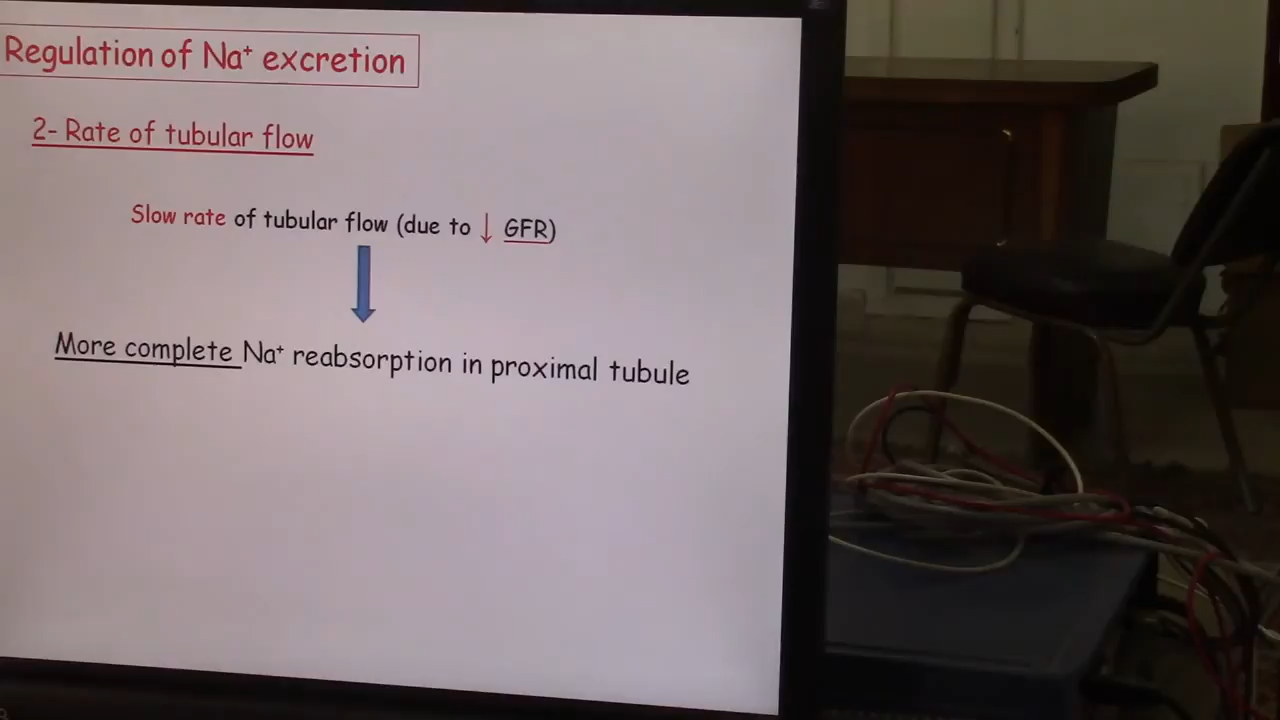 Regulation of Na⁺ excretion
2- Rate of tubular flow
Slow rate of tubular flow (due to ↓ GFR)
More complete Na⁺ reabsorption in proximal tubule